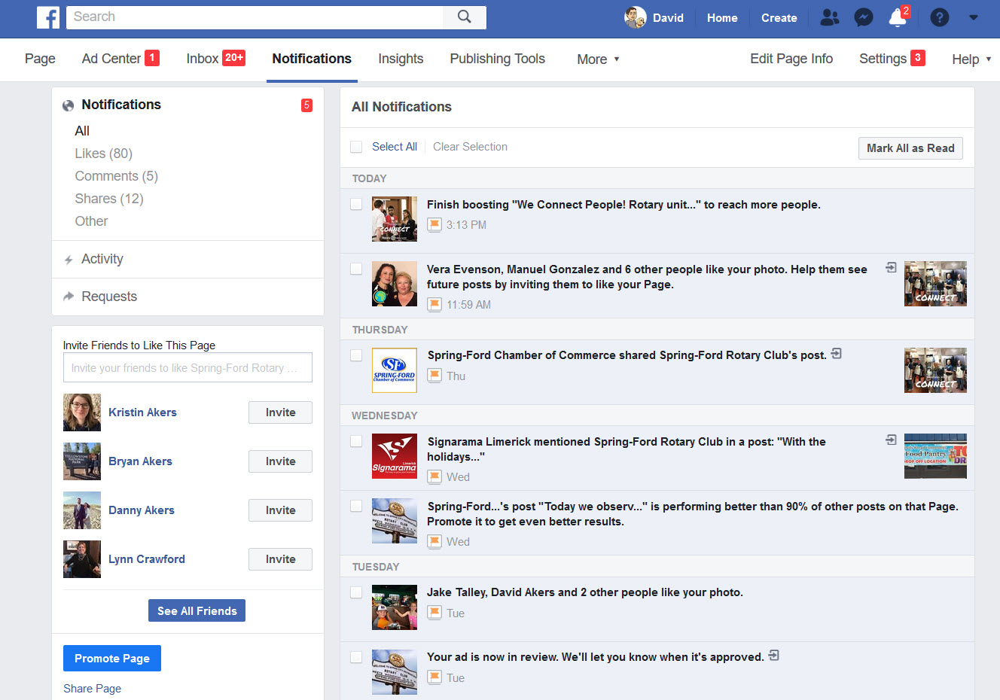 Search
David
Home
Create
2
Page
Ad Center 1
Inbox 20+
Notifications
Insights
Publishing Tools
More
Edit Page Info
Settings 3
Help
Notifications
5
All
Likes (80)
Comments (5)
Shares (12)
Other
Activity
Requests
Invite Friends to Like This Page
Invite your friends to like Spring-Ford Rotary ...
Kristin Akers
Invite
Bryan Akers
Invite
Danny Akers
Invite
Lynn Crawford
Invite
See All Friends
Promote Page
Share Page
All Notifications
Select All
Clear Selection
Mark All as Read
TODAY
CONNECT
Finish boosting "We Connect People! Rotary unit..." to reach more people.
3:13 PM
Vera Evenson, Manuel Gonzalez and 6 other people like your photo. Help them see
future posts by inviting them to like your Page.
11:59 AM
CONNECT
THURSDAY
SF
SPRING-FORD
Chamber of Commerce
Spring-Ford Chamber of Commerce shared Spring-Ford Rotary Club's post.
Thu
CONNECT
WEDNESDAY
Limerick
Signarama
Signarama Limerick mentioned Spring-Ford Rotary Club in a post: "With the
holidays..."
Wed
Food Pantry
DROP OFF LOCATION
Spring-Ford...'s post "Today we observ..." is performing better than 90% of other posts on that Page.
Promote it to get even better results.
Wed
ROTARY CLUB
TUESDAY
Jake Talley, David Akers and 2 other people like your photo.
Tue
Your ad is now in review. We'll let you know when it's approved.
Tue
ROTARY CLUB